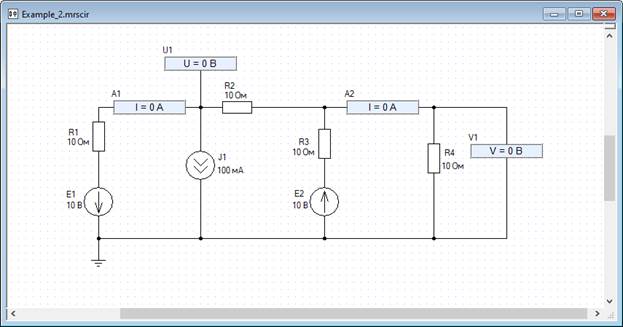 Example_2.mrscir
U1
U = 0 В
A1
I = 0 А
R2
10 Ом
A2
I = 0 А
R1
10 Ом
J1
100 мА
R3
10 Ом
R4
10 Ом
V1
V = 0 В
E1
10 В
E2
10 В